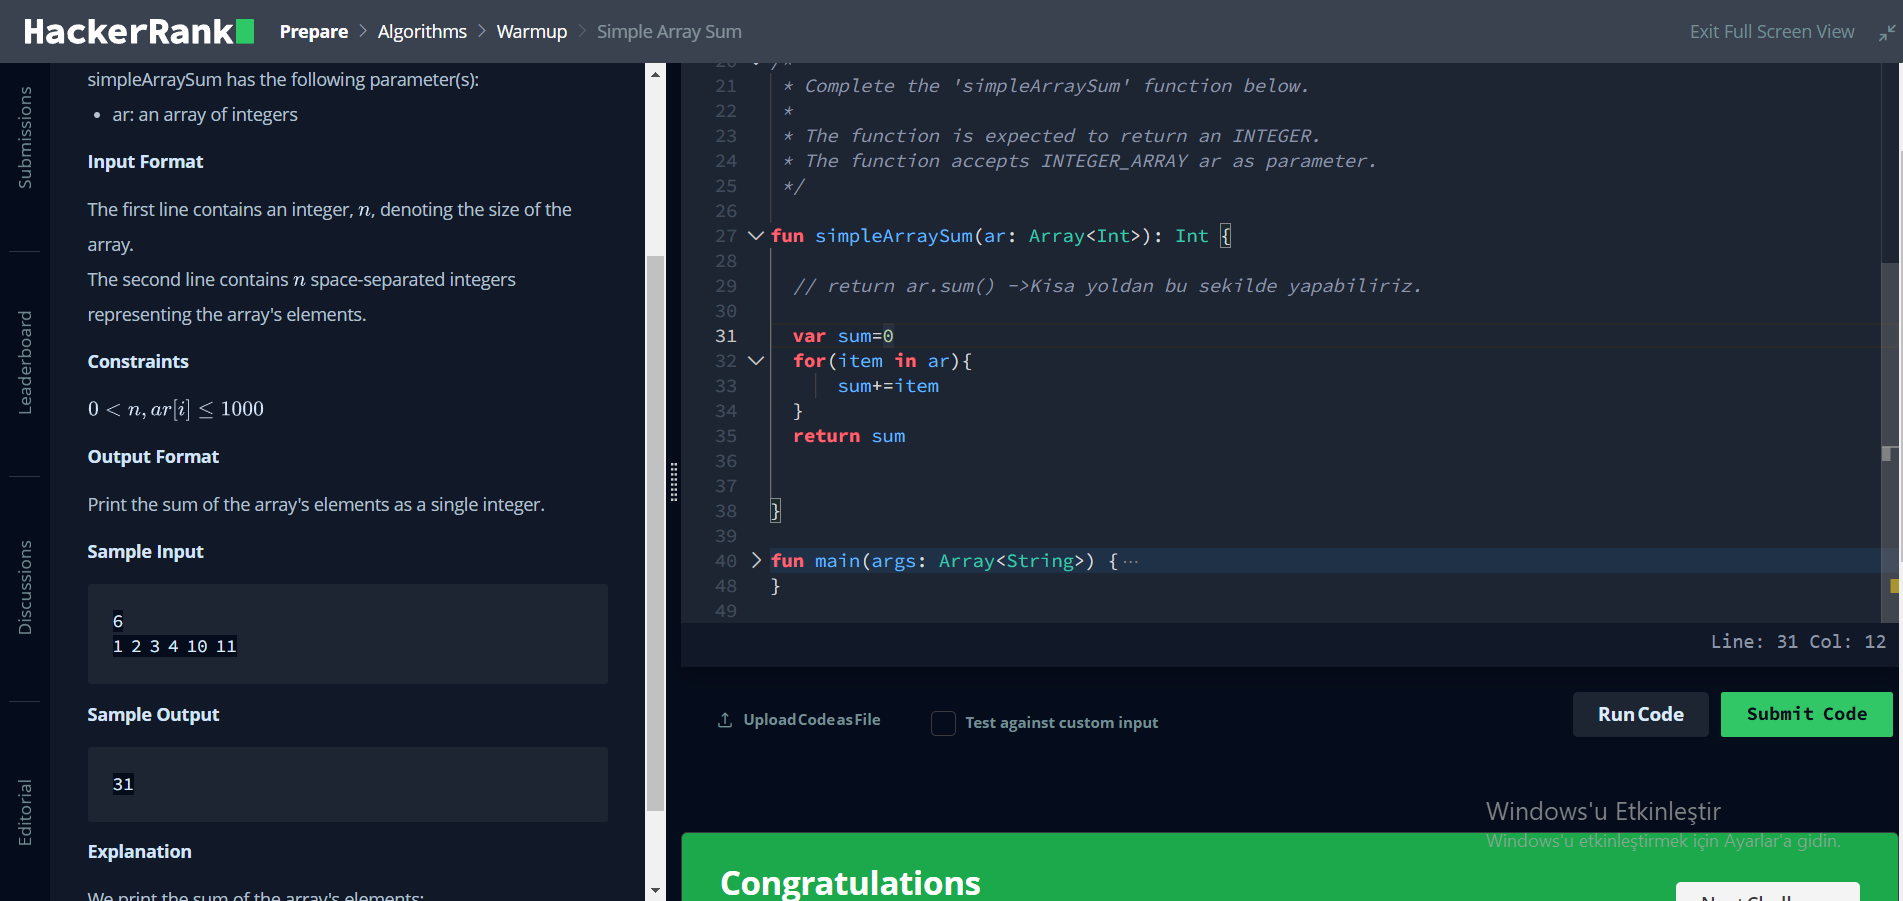 HackerRank Prepare > Algorithms > Warmup > Simple Array Sum
Exit Full Screen View
Submissions
Leaderboard
Discussions
Editorial
simpleArraySum has the following parameter(s):
• ar: an array of integers
Input Format
The first line contains an integer, n, denoting the size of the
array.
The second line contains n space-separated integers
representing the array's elements.
Constraints
0 < n, ar[i] ≤ 1000
Output Format
Print the sum of the array's elements as a single integer.
Sample Input
6
1 2 3 4 10 11
Sample Output
31
Explanation
We print the sum of the array's elements:
20 /*
21 * Complete the 'simpleArraySum' function below.
22 *
23 * The function is expected to return an INTEGER.
24 * The function accepts INTEGER_ARRAY ar as parameter.
25 */
26
27 fun simpleArraySum(ar: Array<Int>): Int {
28
29 // return ar.sum() ->Kisa yoldan bu sekilde yapabiliriz.
30
31 var sum=0
32 for(item in ar){
33 sum+=item
34 }
35 return sum
36
37
38 }
39
40 fun main(args: Array<String>) { ···
48 }
49
Line: 31 Col: 12
Upload Code as File
Test against custom input
Run Code
Submit Code
Windows'u Etkinleştir
Windows'u etkinleştirmek için Ayarlar'a gidin.
Congratulations